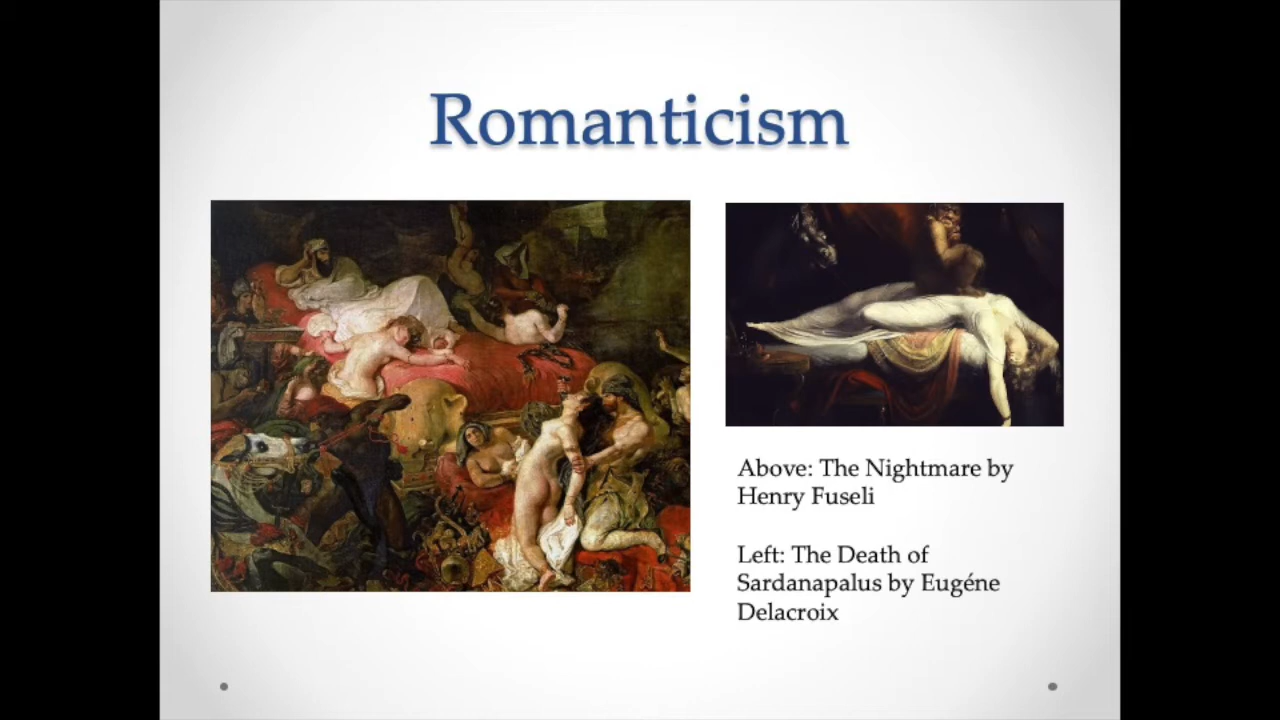 Romanticism
Above: The Nightmare by
Henry Fuseli
Left: The Death of
Sardanapalus by Eugéne
Delacroix